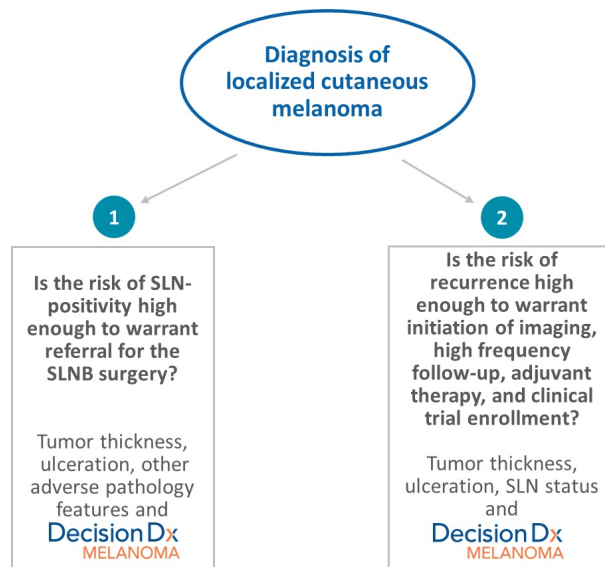 Diagnosis of
localized cutaneous
melanoma
1
Is the risk of SLN-
positivity high
enough to warrant
referral for the
SLNB surgery?
Tumor thickness,
ulceration, other
adverse pathology
features and
DecisionDx
MELANOMA
2
Is the risk of
recurrence high
enough to warrant
initiation of imaging,
high frequency
follow-up, adjuvant
therapy, and clinical
trial enrollment?
Tumor thickness,
ulceration, SLN status
and
DecisionDx
MELANOMA